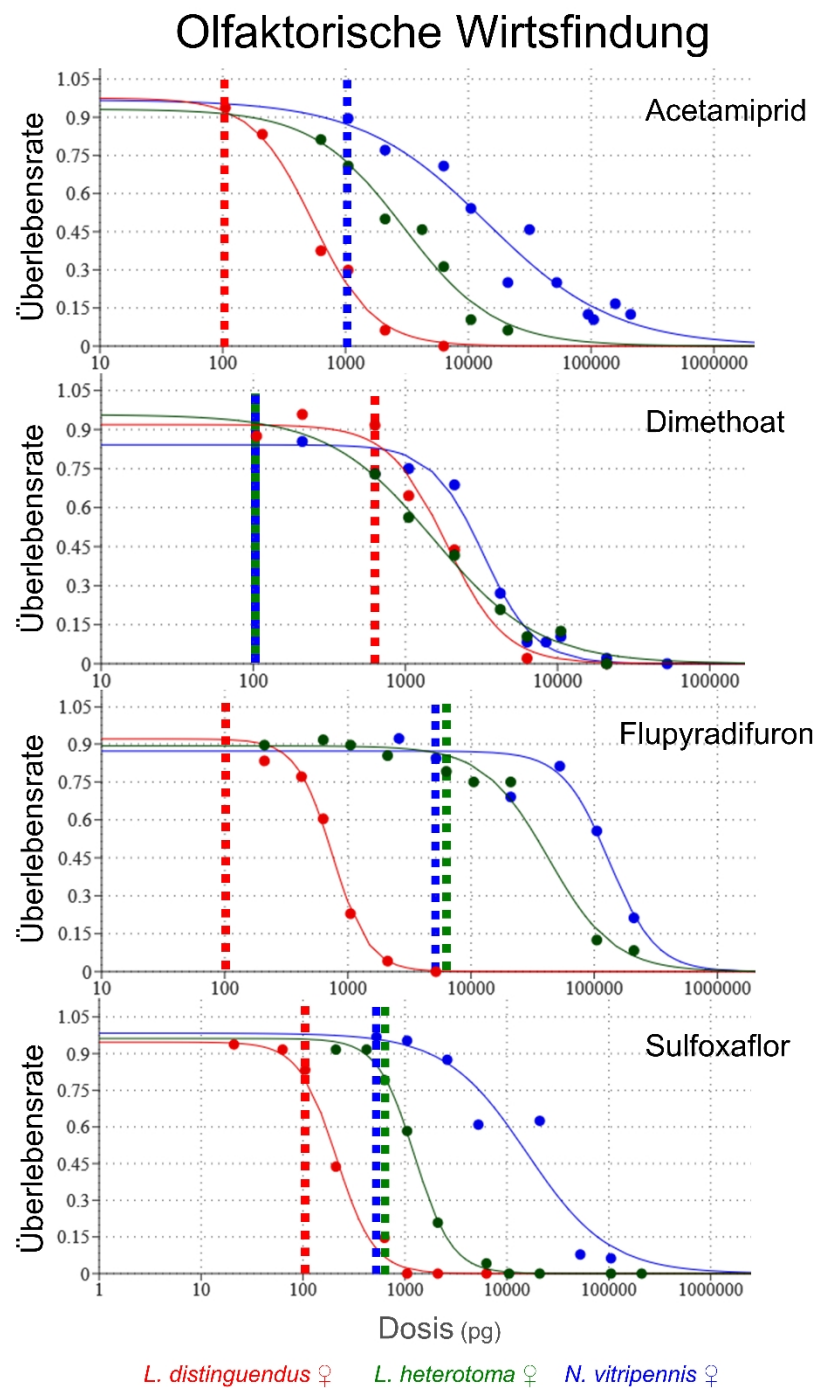 Olfaktorische Wirtsfindung
Acetamiprid
Überlebensrate
1.05
0.9
0.75
0.6
0.45
0.3
0.15
0
10 100 1000 10000 100000 1000000
Dimethoat
Überlebensrate
1.05
0.9
0.75
0.6
0.45
0.3
0.15
0
10 100 1000 10000 100000
Flupyradifuron
Überlebensrate
1.05
0.9
0.75
0.6
0.45
0.3
0.15
0
10 100 1000 10000 100000 1000000
Sulfoxaflor
Überlebensrate
1.05
0.9
0.75
0.6
0.45
0.3
0.15
0
1 10 100 1000 10000 100000 1000000
Dosis (pg)
L. distinguendus ♀ L. heterotoma ♀ N. vitripennis ♀